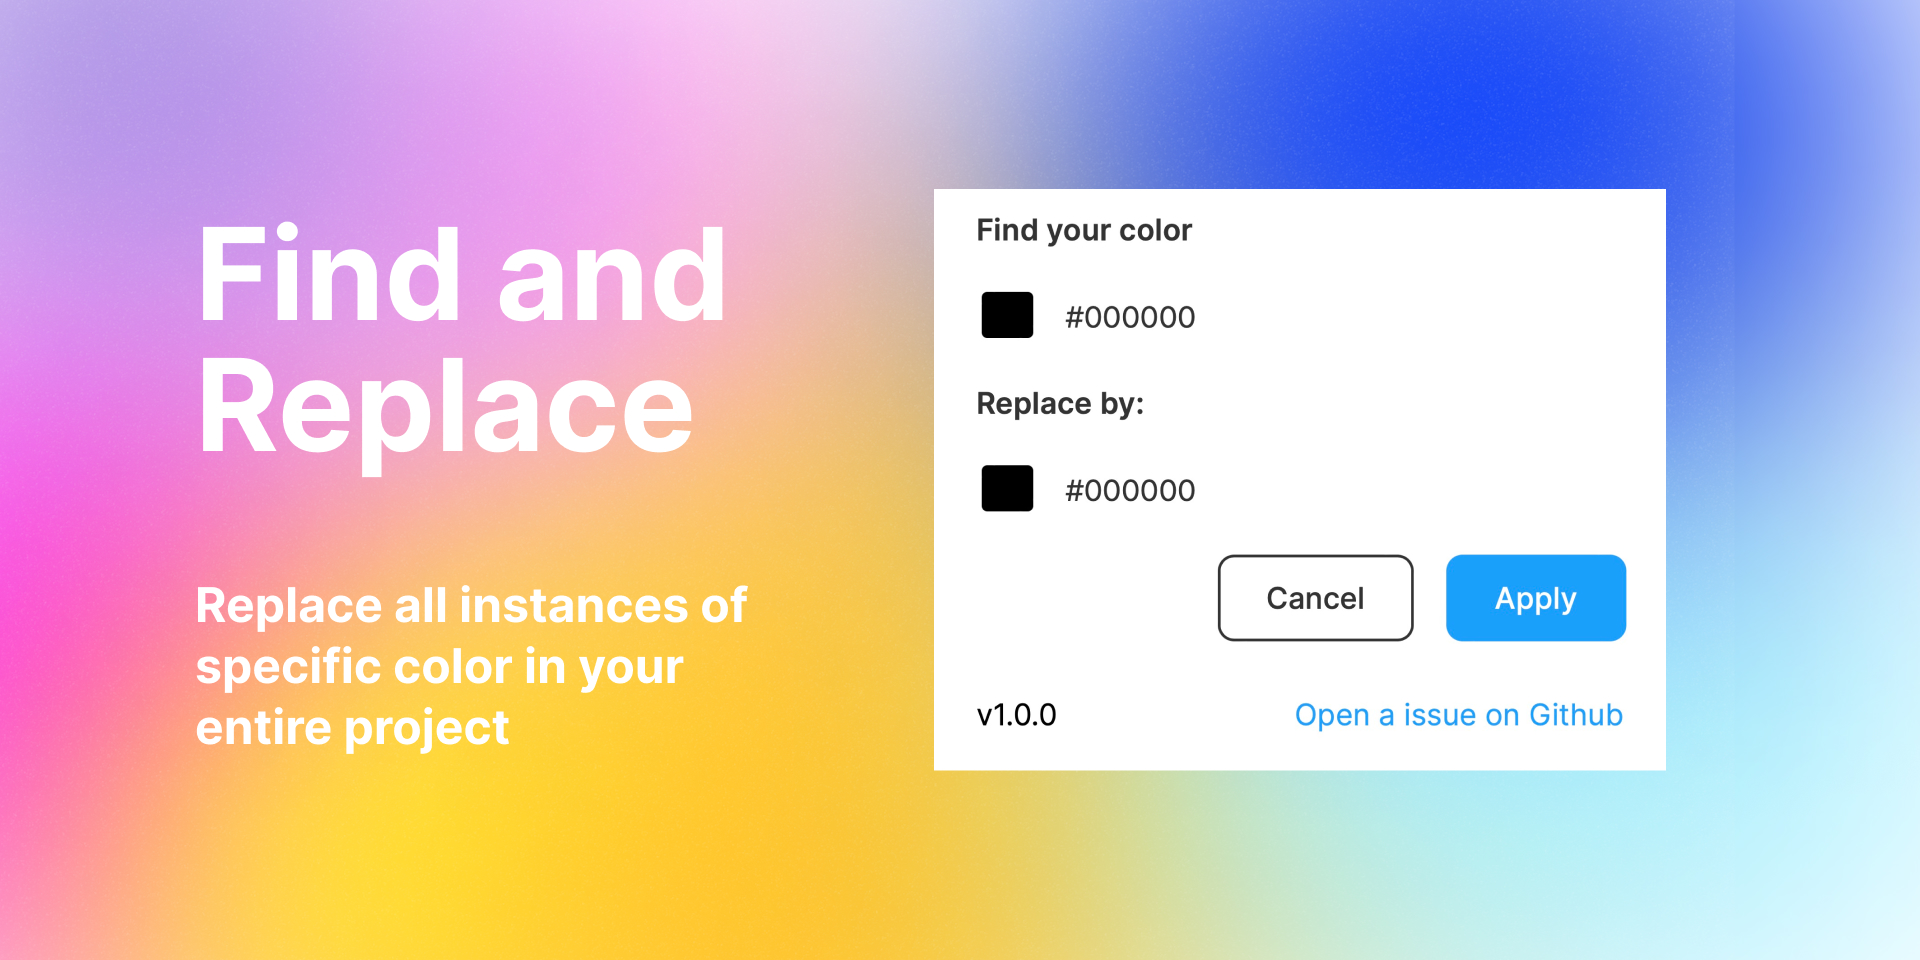 Find and
Replace
Replace all instances of
specific color in your
entire project
Find your color
#000000
Replace by:
#000000
Cancel
Apply
v1.0.0
Open a issue on Github